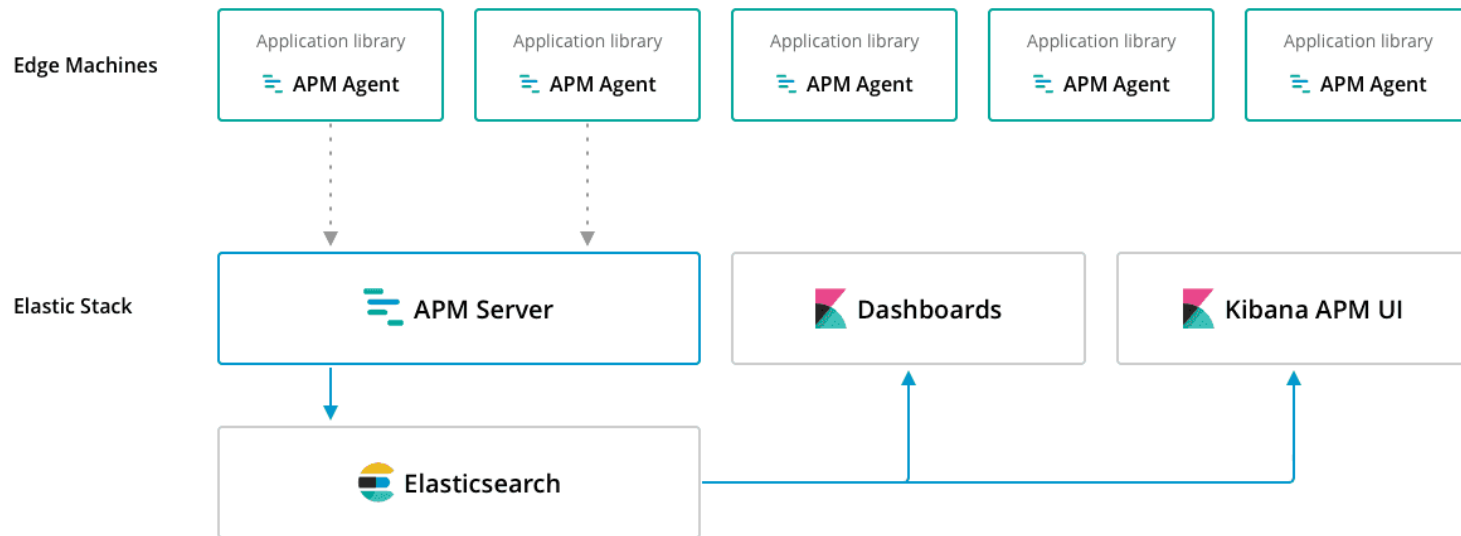 Application library
Application library
Application library
Application library
Application library
Edge Machines
APM Agent
APM Agent
APM Agent
APM Agent
APM Agent
Elastic Stack
APM Server
Dashboards
Kibana APM UI
Elasticsearch